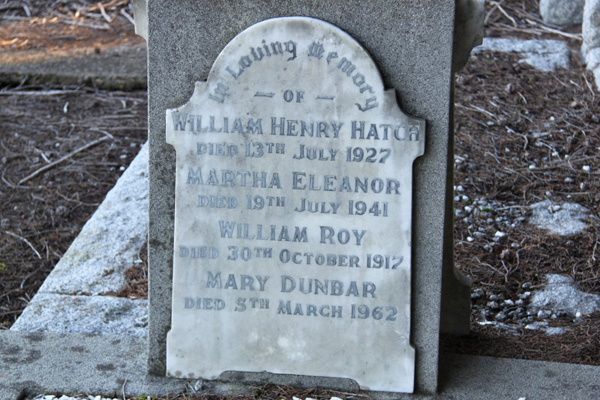 In Loving Memory
— OF —
WILLIAM HENRY HATCH
DIED 13TH JULY 1927
MARTHA ELEANOR
DIED 19TH JULY 1941
WILLIAM ROY
DIED 30TH OCTOBER 1917
MARY DUNBAR
DIED 5TH MARCH 1962